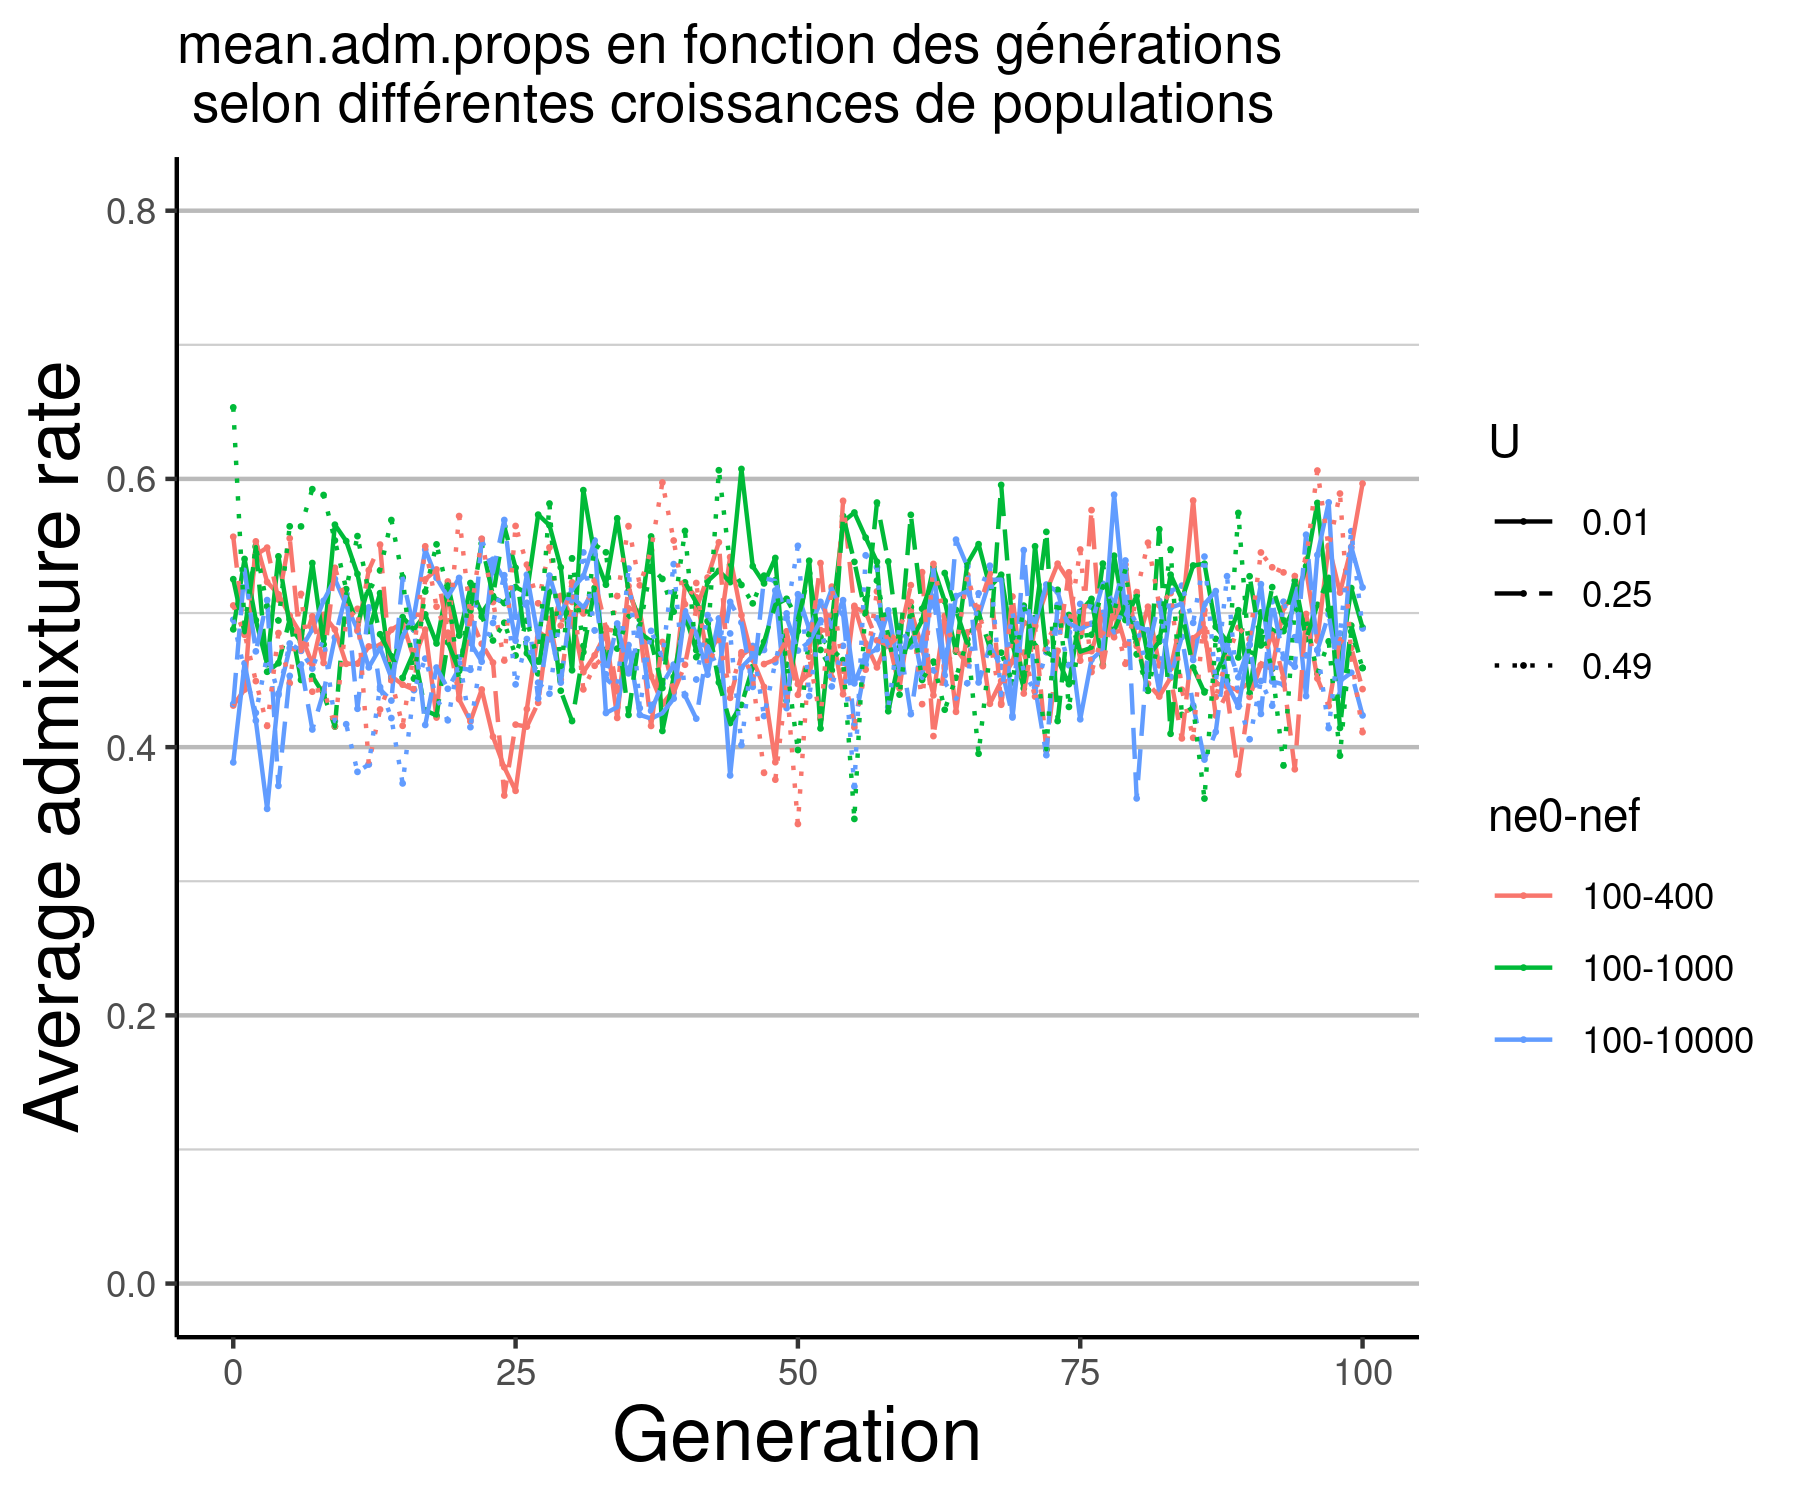 mean.adm.props en fonction des générations
selon différentes croissances de populations
Average admixture rate
0.8
0.6
0.4
0.2
0.0
0
25
50
75
100
Generation
U
0.01
0.25
0.49
ne0-nef
100-400
100-1000
100-10000